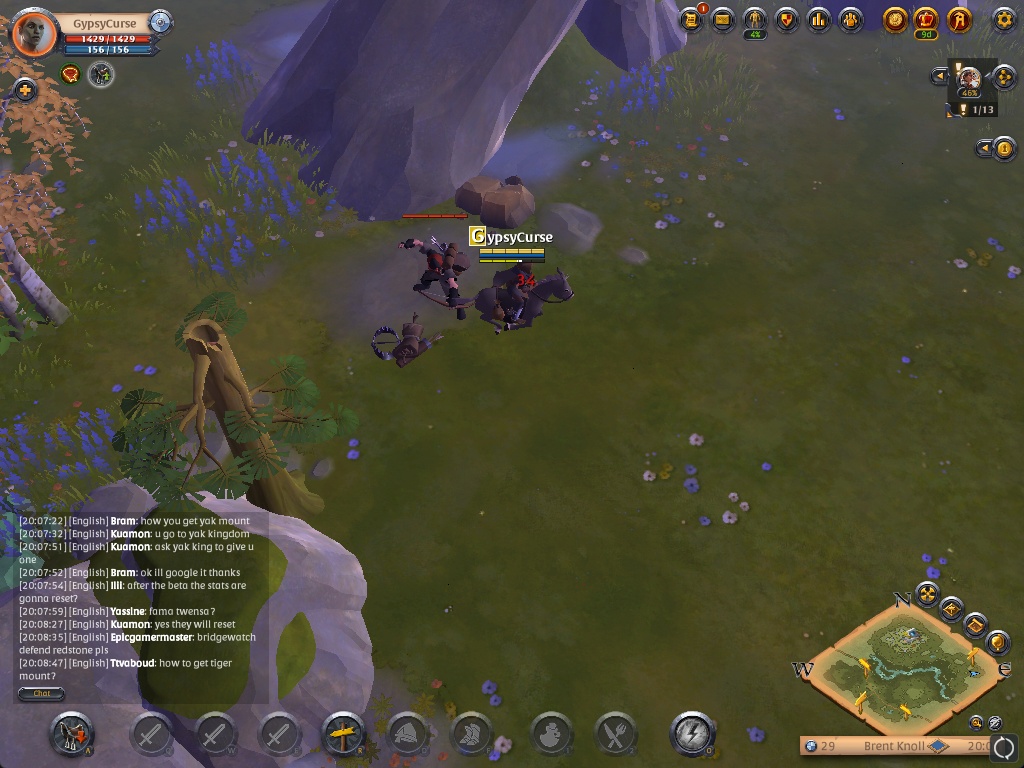 GypsyCurse
1429 / 1429
156 / 156
1
4%
9d
46%
1/13
GypsyCurse
34
[20:07:22] [English] Bram: how you get yak mount
[20:07:32] [English] Kuamon: u go to yak kingdom
[20:07:51] [English] Kuamon: ask yak king to give u
one
[20:07:52] [English] Bram: ok ill google it thanks
[20:07:54] [English] Illi: after the beta the stats are
gonna reset?
[20:07:59] [English] Yassine: fama twensa ?
[20:08:27] [English] Kuamon: yes they will reset
[20:08:35] [English] Epicgamermaster: bridgewatch
defend redstone pls
[20:08:47] [English] Ttvaboud: how to get tiger
mount?
Chat
N
W
E
A
R
29
Brent Knoll